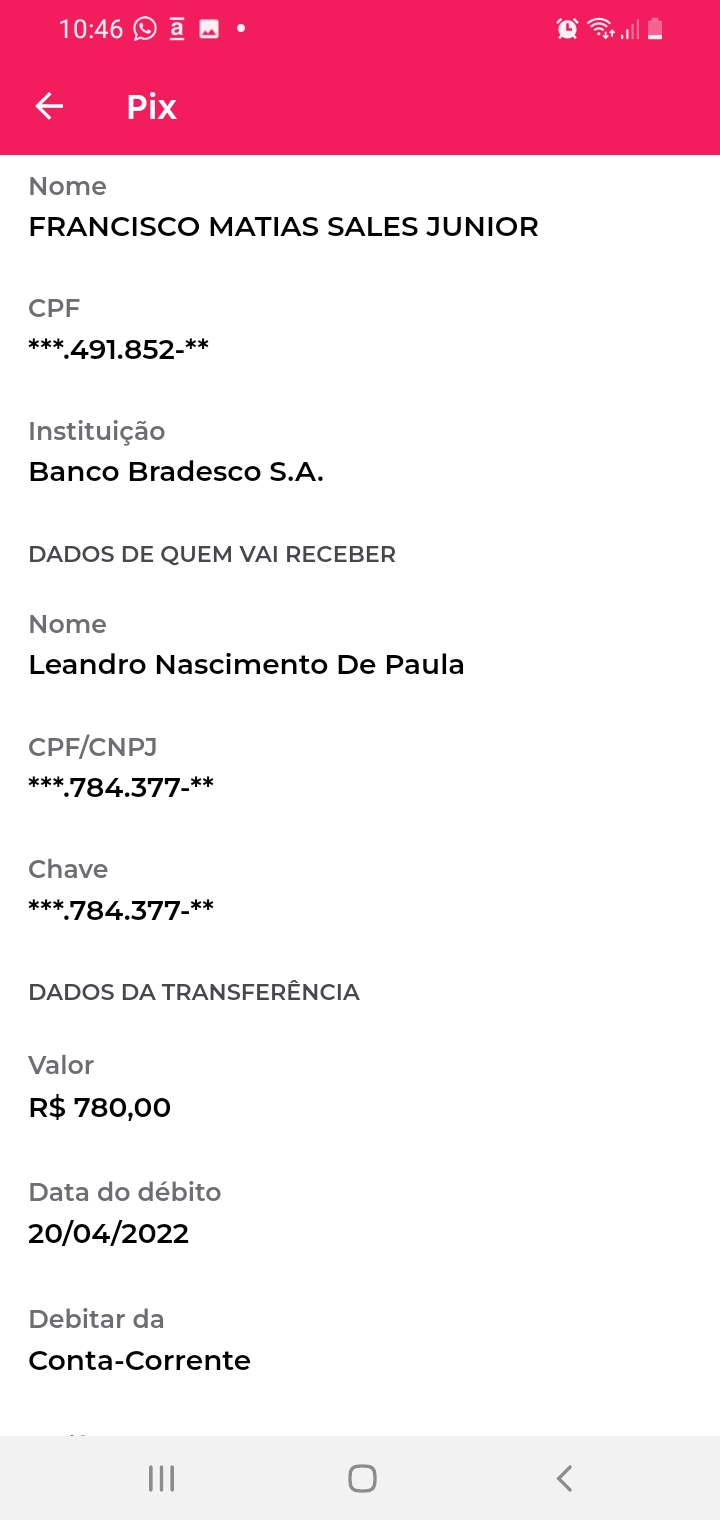 10:46
Pix
Nome
FRANCISCO MATIAS SALES JUNIOR
CPF
***.491.852-**
Instituição
Banco Bradesco S.A.
DADOS DE QUEM VAI RECEBER
Nome
Leandro Nascimento De Paula
CPF/CNPJ
***.784.377-**
Chave
***.784.377-**
DADOS DA TRANSFERÊNCIA
Valor
R$ 780,00
Data do débito
20/04/2022
Debitar da
Conta-Corrente